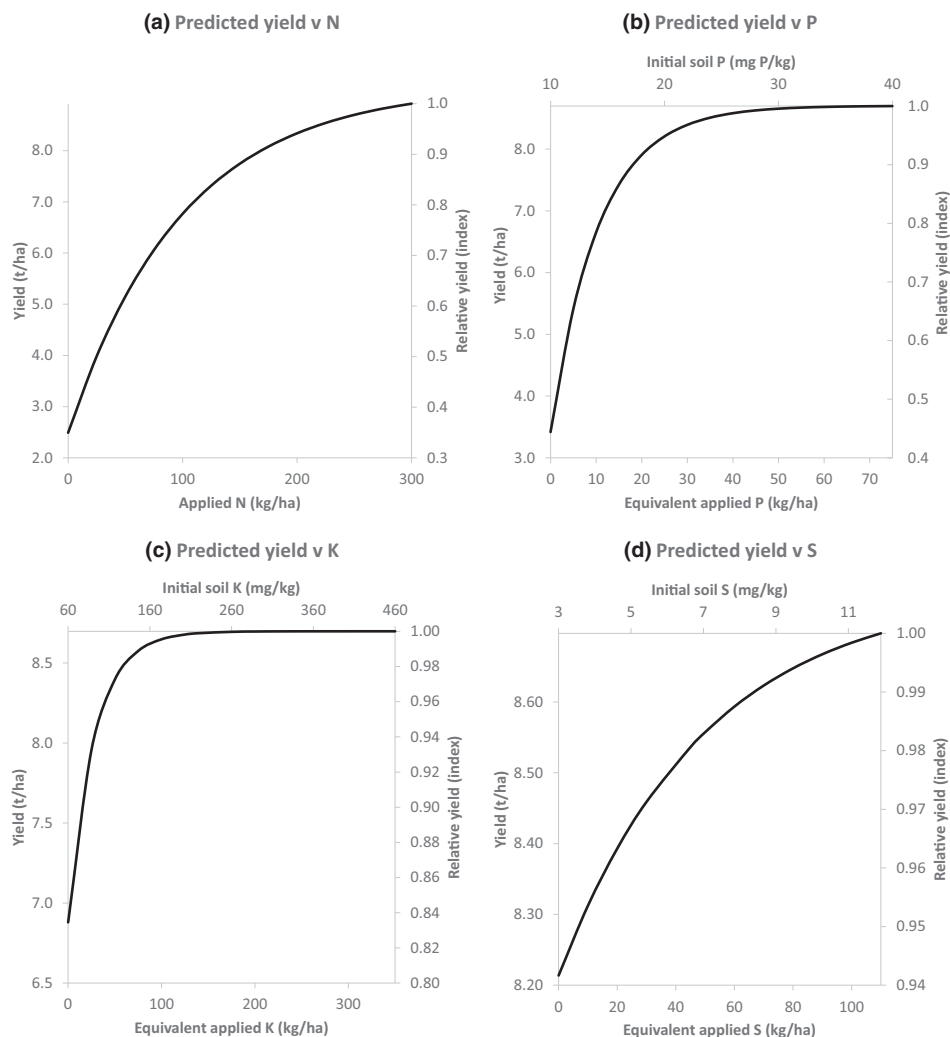 (a) Predicted yield v N
Yield (t/ha)
8.0
7.0
6.0
5.0
4.0
3.0
2.0
1.0
0.9
0.8
0.7
0.6
0.5
0.4
0.3
Relative yield (index)
0 100 200 300
Applied N (kg/ha)
(b) Predicted yield v P
Initial soil P (mg P/kg)
10 20 30 40
Yield (t/ha)
8.0
7.0
6.0
5.0
4.0
3.0
1.0
0.9
0.8
0.7
0.6
0.5
0.4
Relative yield (index)
0 10 20 30 40 50 60 70
Equivalent applied P (kg/ha)
(c) Predicted yield v K
Initial soil K (mg/kg)
60 160 260 360 460
Yield (t/ha)
8.5
8.0
7.5
7.0
6.5
1.00
0.98
0.96
0.94
0.92
0.90
0.88
0.86
0.84
0.82
0.80
Relative yield (index)
0 100 200 300
Equivalent applied K (kg/ha)
(d) Predicted yield v S
Initial soil S (mg/kg)
3 5 7 9 11
Yield (t/ha)
8.60
8.50
8.40
8.30
8.20
1.00
0.99
0.98
0.97
0.96
0.95
0.94
Relative yield (index)
0 20 40 60 80 100
Equivalent applied S (kg/ha)